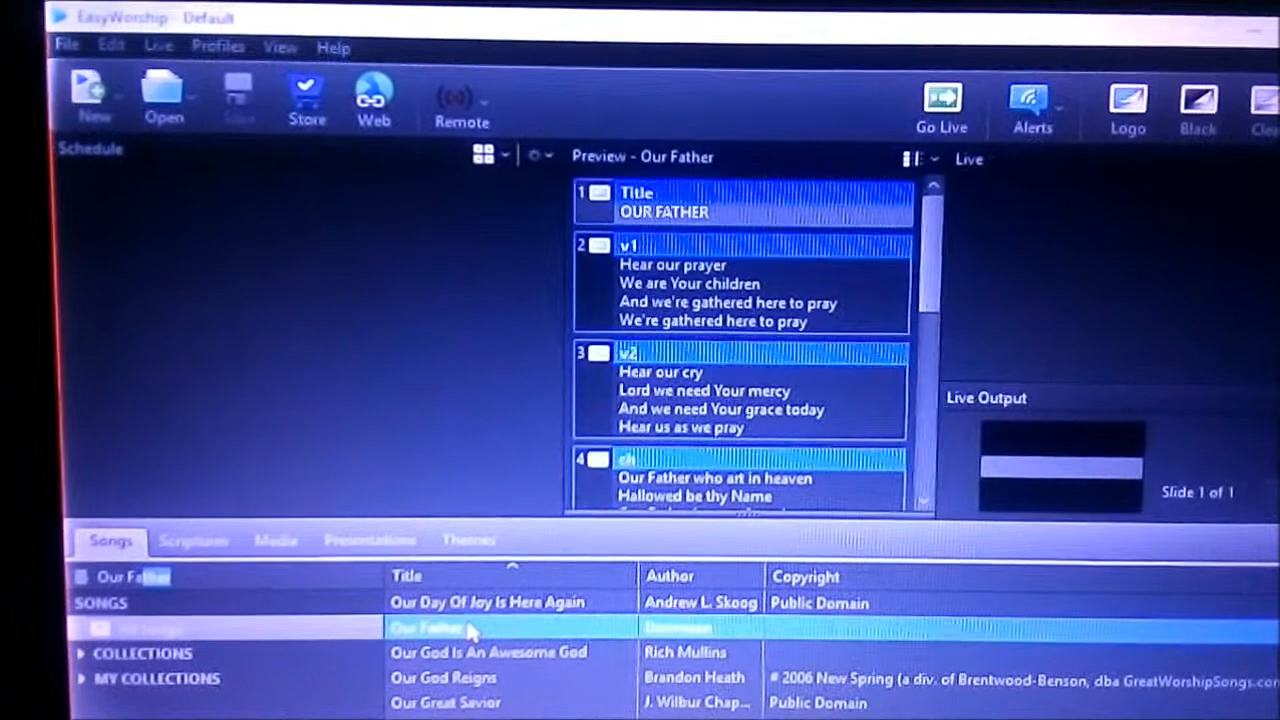 EasyWorship - Default
File Edit Live Profiles View Help
New Open Store Web Remote Go Live Alerts Logo Black
Schedule
Preview - Our Father
Live
1 Title
OUR FATHER
2 v1
Hear our prayer
We are Your children
And we're gathered here to pray
We're gathered here to pray
3 v2
Hear our cry
Lord we need Your mercy
And we need Your grace today
Hear us as we pray
4 ch
Our Father who art in heaven
Hallowed be thy Name
Live Output
Slide 1 of 1
Songs Scriptures Media Presentations Themes
Our Father
Title Author Copyright
SONGS
Our Day Of Joy Is Here Again Andrew L. Skoog Public Domain
Our Father
COLLECTIONS
Our God Is An Awesome God Rich Mullins
MY COLLECTIONS
Our God Reigns Brandon Heath # 2006 New Spring (a div. of Brentwood-Benson, dba GreatWorshipSongs.com
Our Great Savior J. Wilbur Chap... Public Domain